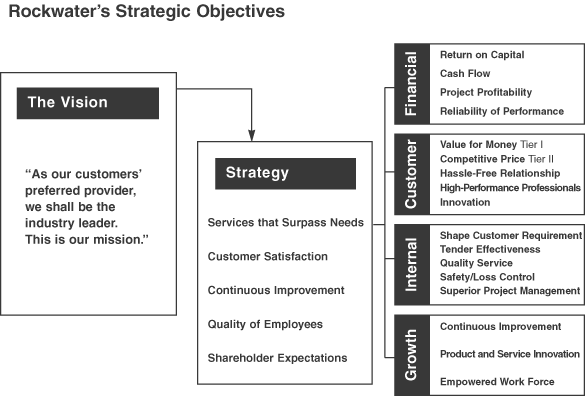 Rockwater’s Strategic Objectives
The Vision
“As our customers’
preferred provider,
we shall be the
industry leader.
This is our mission.”
Strategy
Services that Surpass Needs
Customer Satisfaction
Continuous Improvement
Quality of Employees
Shareholder Expectations
Financial
Return on Capital
Cash Flow
Project Profitability
Reliability of Performance
Customer
Value for Money Tier I
Competitive Price Tier II
Hassle-Free Relationship
High-Performance Professionals
Innovation
Internal
Shape Customer Requirement
Tender Effectiveness
Quality Service
Safety/Loss Control
Superior Project Management
Growth
Continuous Improvement
Product and Service Innovation
Empowered Work Force